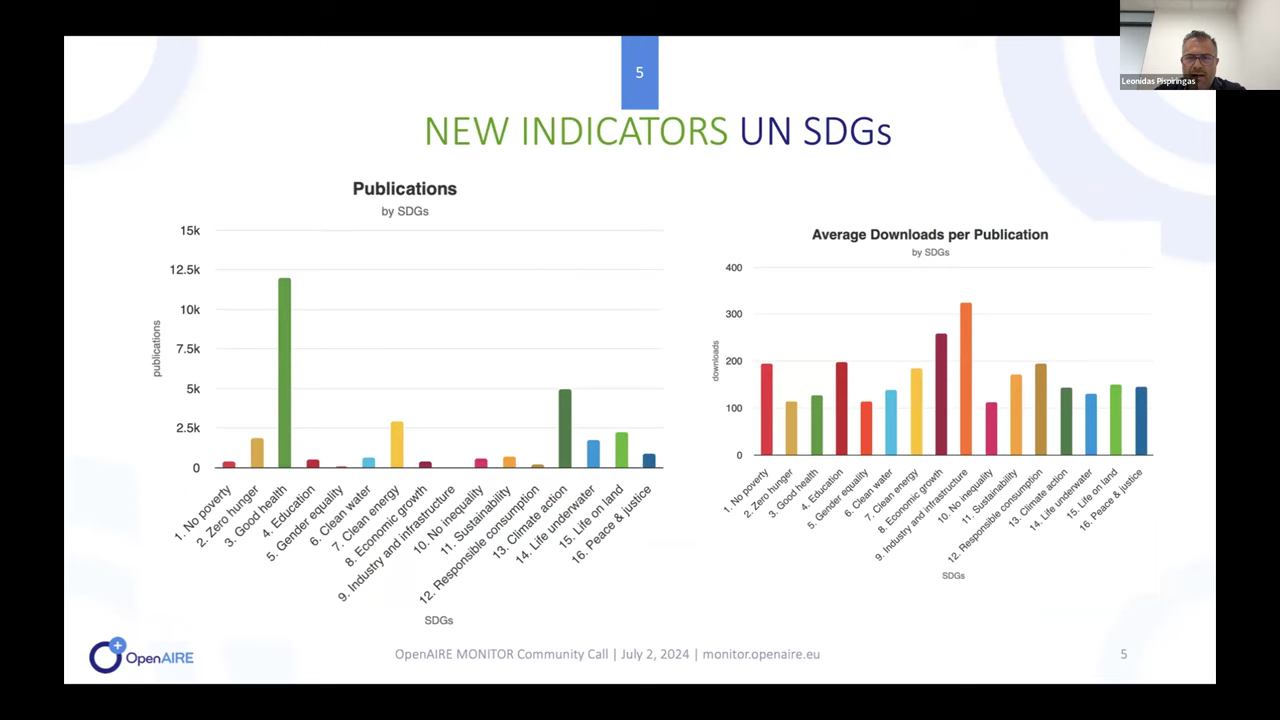 Leonidas Pispiringas
5
NEW INDICATORS UN SDGs
Publications
by SDGs
15k
12.5k
10k
7.5k
5k
2.5k
0
publications
1. No poverty
2. Zero hunger
3. Good health
4. Education
5. Gender equality
6. Clean water
7. Clean energy
8. Economic growth
9. Industry and infrastructure
10. No inequality
11. Sustainability
12. Responsible consumption
13. Climate action
14. Life underwater
15. Life on land
16. Peace & justice
SDGs
Average Downloads per Publication
by SDGs
400
300
200
100
0
downloads
1. No poverty
2. Zero hunger
3. Good health
4. Education
5. Gender equality
6. Clean water
7. Clean energy
8. Economic growth
9. Industry and infrastructure
10. No inequality
11. Sustainability
12. Responsible consumption
13. Climate action
14. Life underwater
15. Life on land
16. Peace & justice
SDGs
OpenAIRE
OpenAIRE MONITOR Community Call | July 2, 2024 | monitor.openaire.eu
5